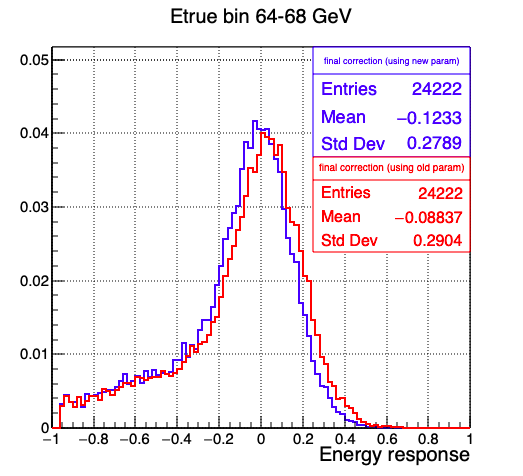 Etrue bin 64-68 GeV
final correction (using new param)
Entries 24222
Mean −0.1233
Std Dev 0.2789
final correction (using old param)
Entries 24222
Mean −0.08837
Std Dev 0.2904
0.05
0.04
0.03
0.02
0.01
0
−1 −0.8 −0.6 −0.4 −0.2 0 0.2 0.4 0.6 0.8 1
Energy response